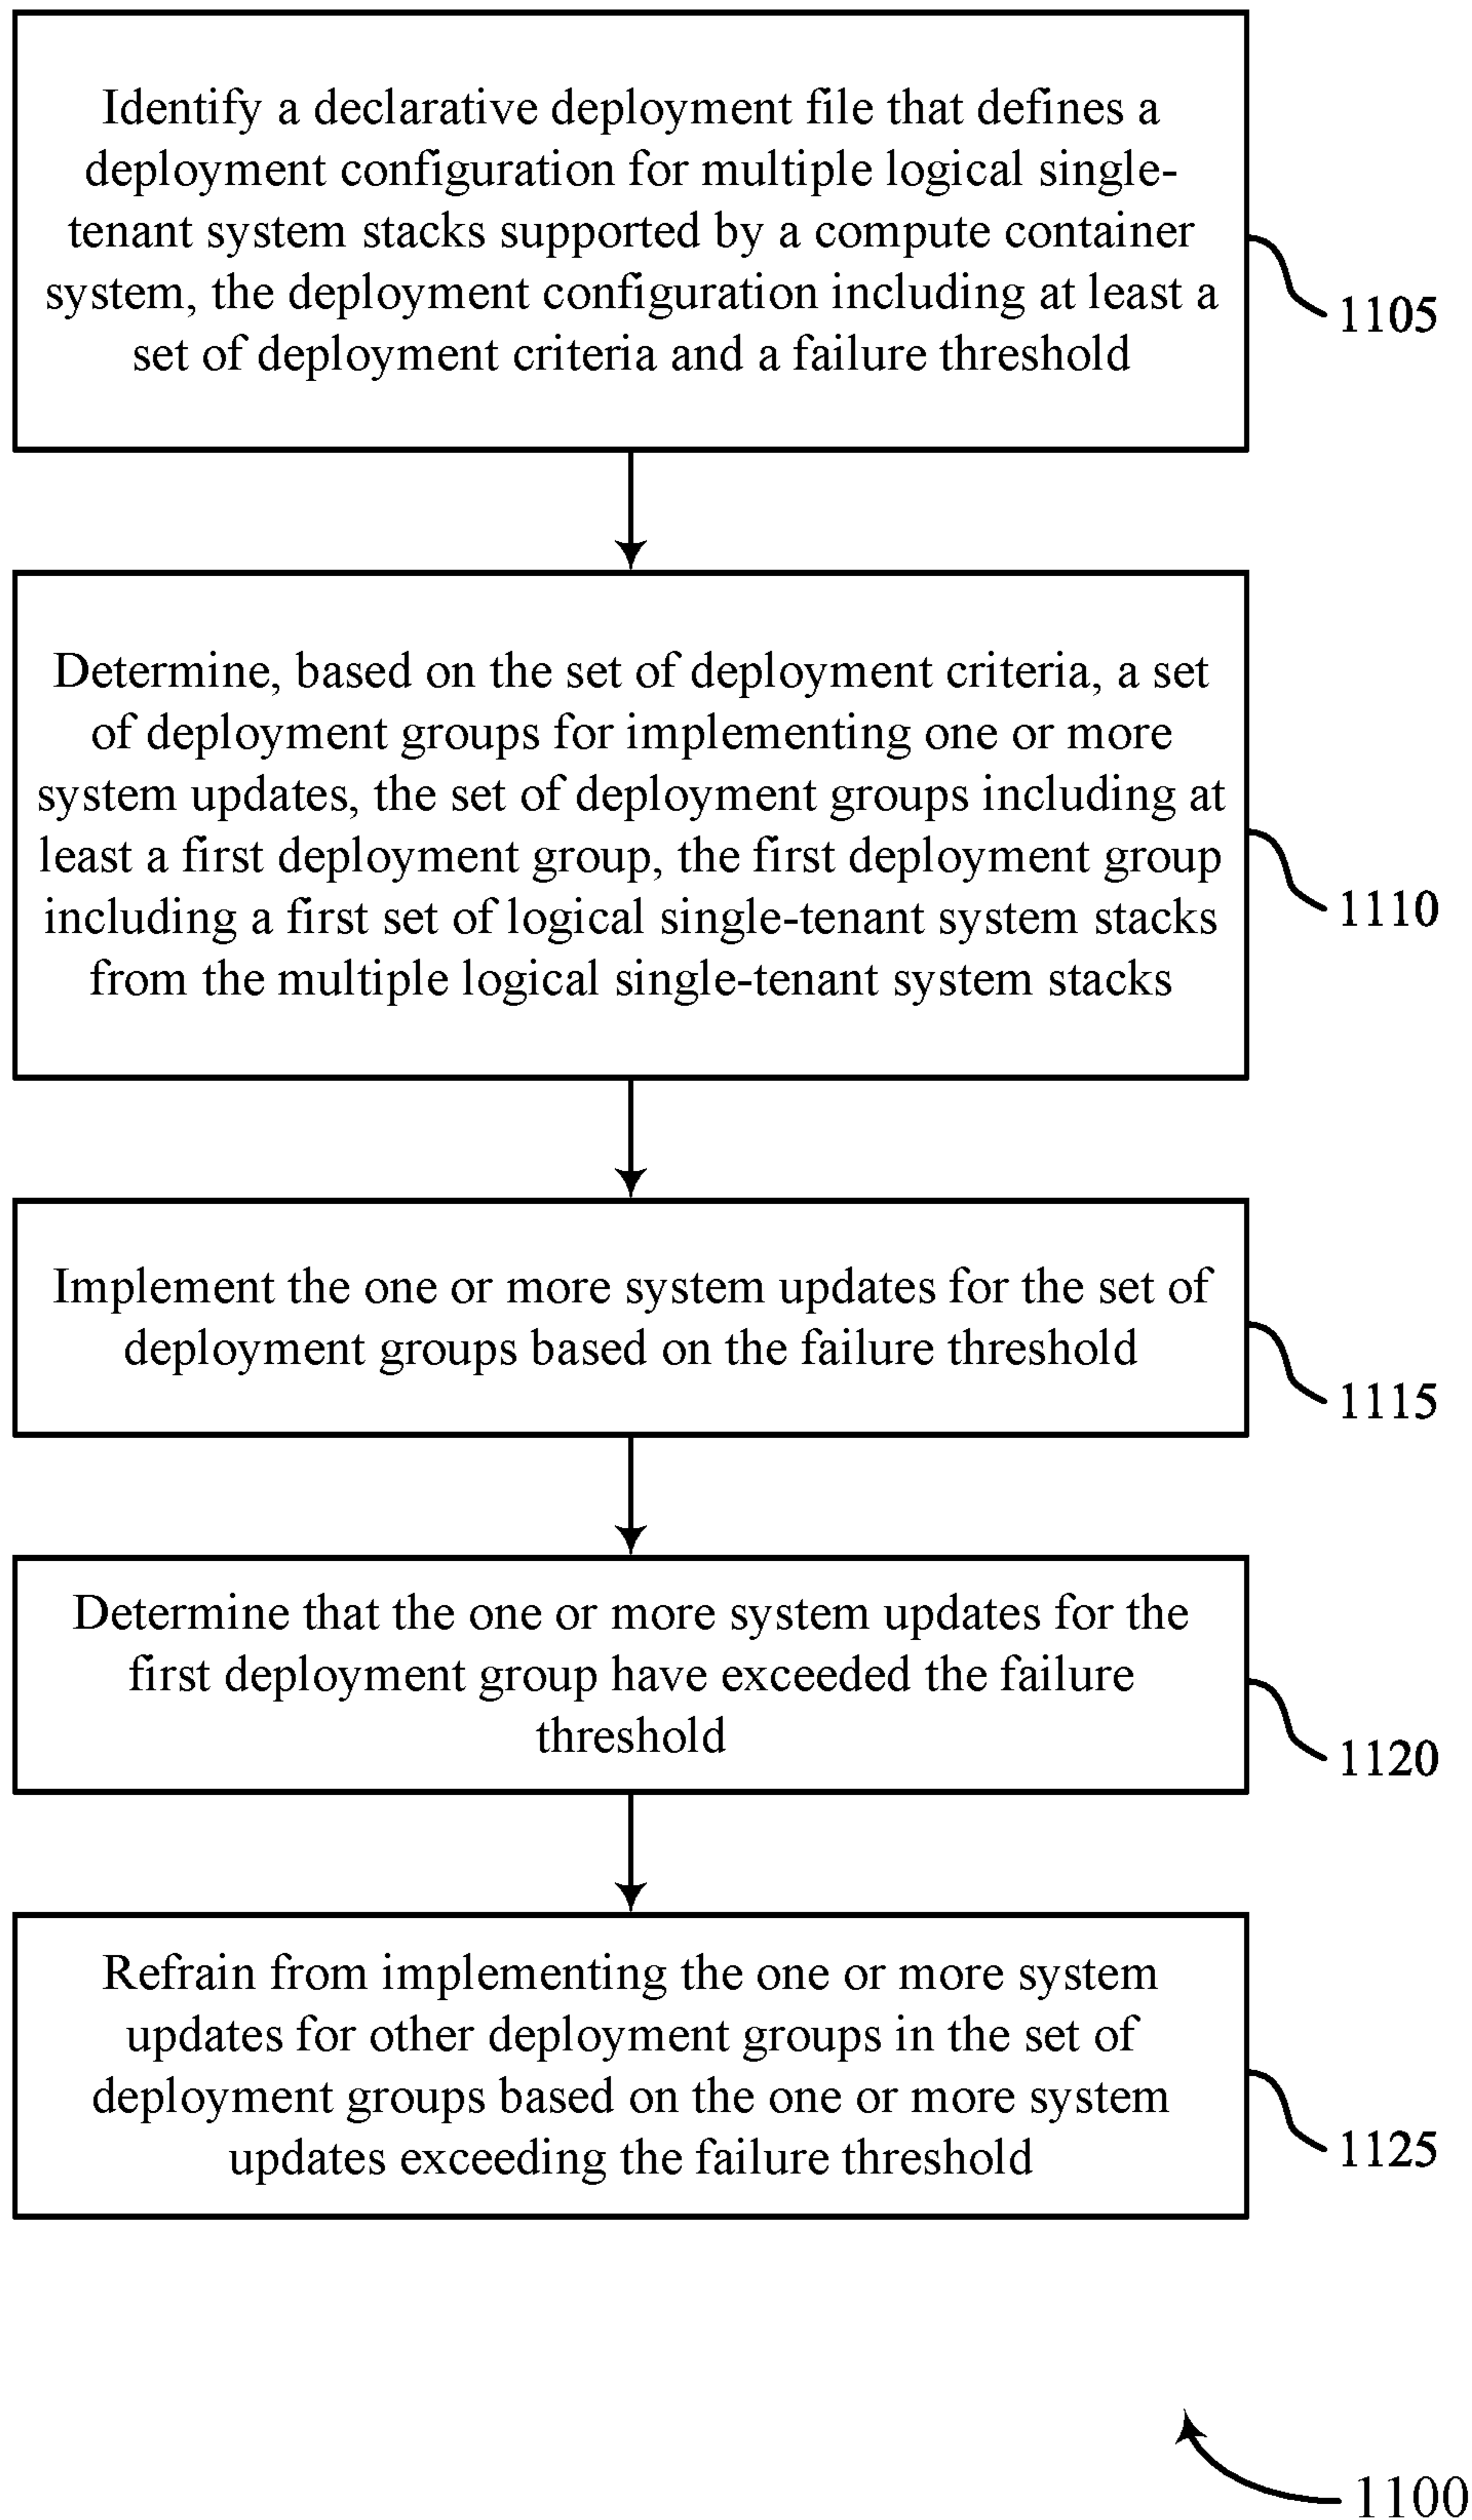 Identify a declarative deployment file that defines a
deployment configuration for multiple logical single-
tenant system stacks supported by a compute container
system, the deployment configuration including at least a
set of deployment criteria and a failure threshold
1105
Determine, based on the set of deployment criteria, a set
of deployment groups for implementing one or more
system updates, the set of deployment groups including at
least a first deployment group, the first deployment group
including a first set of logical single-tenant system stacks
from the multiple logical single-tenant system stacks
1110
Implement the one or more system updates for the set of
deployment groups based on the failure threshold
1115
Determine that the one or more system updates for the
first deployment group have exceeded the failure
threshold
1120
Refrain from implementing the one or more system
updates for other deployment groups in the set of
deployment groups based on the one or more system
updates exceeding the failure threshold
1125
1100